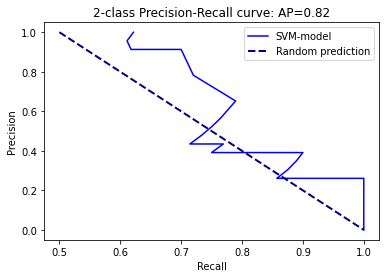 2-class Precision-Recall curve: AP=0.82
SVM-model
Random prediction
Precision
1.0
0.8
0.6
0.4
0.2
0.0
0.5 0.6 0.7 0.8 0.9 1.0
Recall